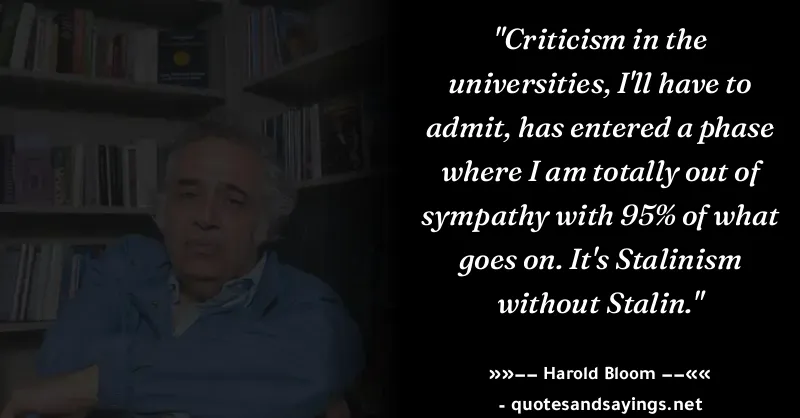 "Criticism in the
universities, I'll have to
admit, has entered a phase
where I am totally out of
sympathy with 95% of what
goes on. It's Stalinism
without Stalin."
»»–– Harold Bloom ––««
- quotesandsayings.net